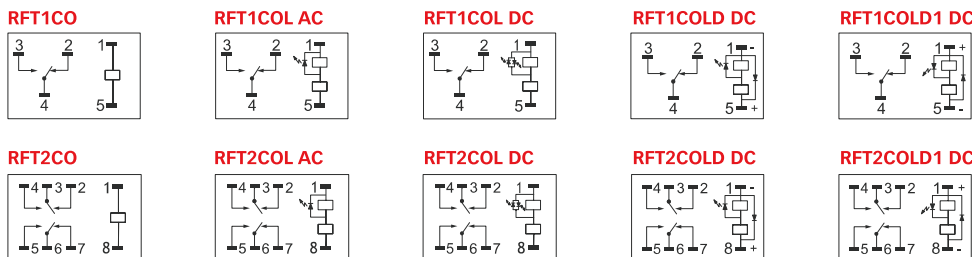 RFT1CO RFT1COL AC RFT1COL DC RFT1COLD DC RFT1COLD1 DC
3 2 1 3 2 1 3 2 1 3 2 1 - 3 2 1 +
4 5 4 5 4 5 4 5 + 4 5 -
RFT2CO RFT2COL AC RFT2COL DC RFT2COLD DC RFT2COLD1 DC
4 3 2 1 4 3 2 1 4 3 2 1 4 3 2 1 - 4 3 2 1 +
5 6 7 8 5 6 7 8 5 6 7 8 5 6 7 8 + 5 6 7 8 -